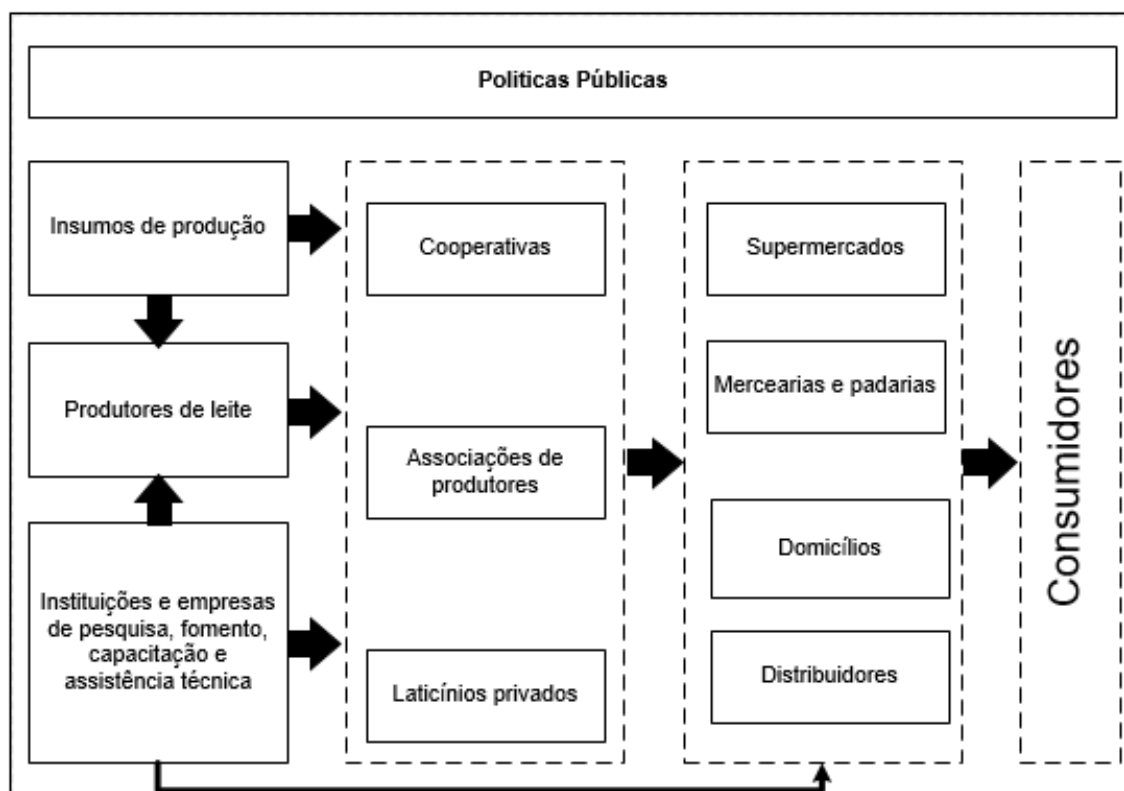 Politicas Públicas
Insumos de produção
Produtores de leite
Instituições e empresas
de pesquisa, fomento,
capacitação e
assistência técnica
Cooperativas
Associações de
produtores
Laticínios privados
Supermercados
Mercearias e padarias
Domicílios
Distribuidores
Consumidores